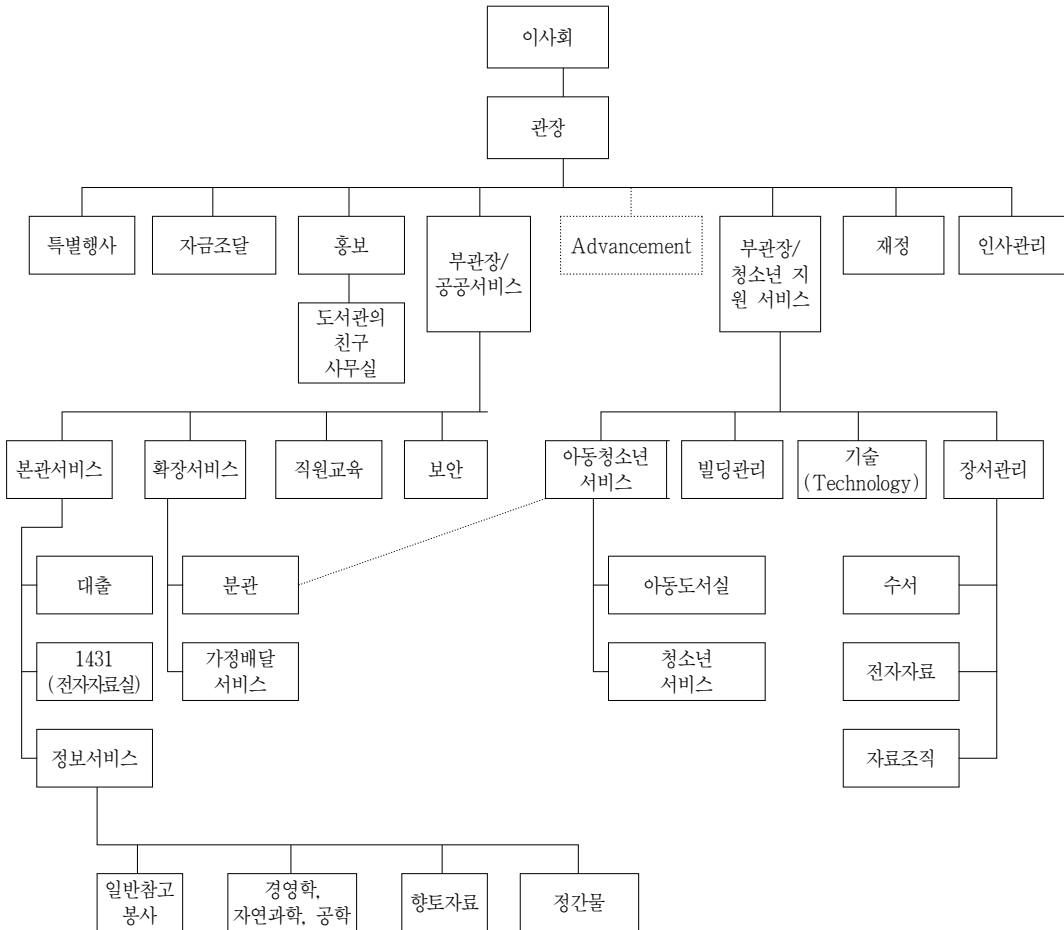 이사회
관장
특별행사
자금조달
홍보
부관장/
공공서비스
Advancement
부관장/
청소년 지
원 서비스
재정
인사관리
도서관의
친구
사무실
본관서비스
확장서비스
직원교육
보안
아동청소년
서비스
빌딩관리
기술
(Technology)
장서관리
대출
분관
아동도서실
수서
1431
(전자자료실)
가정배달
서비스
청소년
서비스
전자자료
정보서비스
자료조직
일반참고
봉사
경영학,
자연과학, 공학
향토자료
정간물